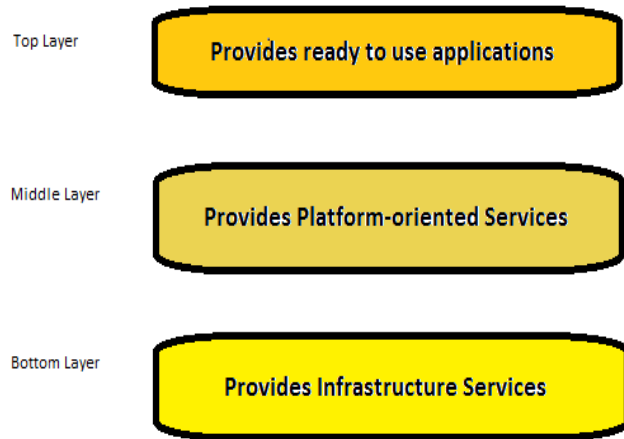 Top Layer
Provides ready to use applications
Middle Layer
Provides Platform-oriented Services
Bottom Layer
Provides Infrastructure Services